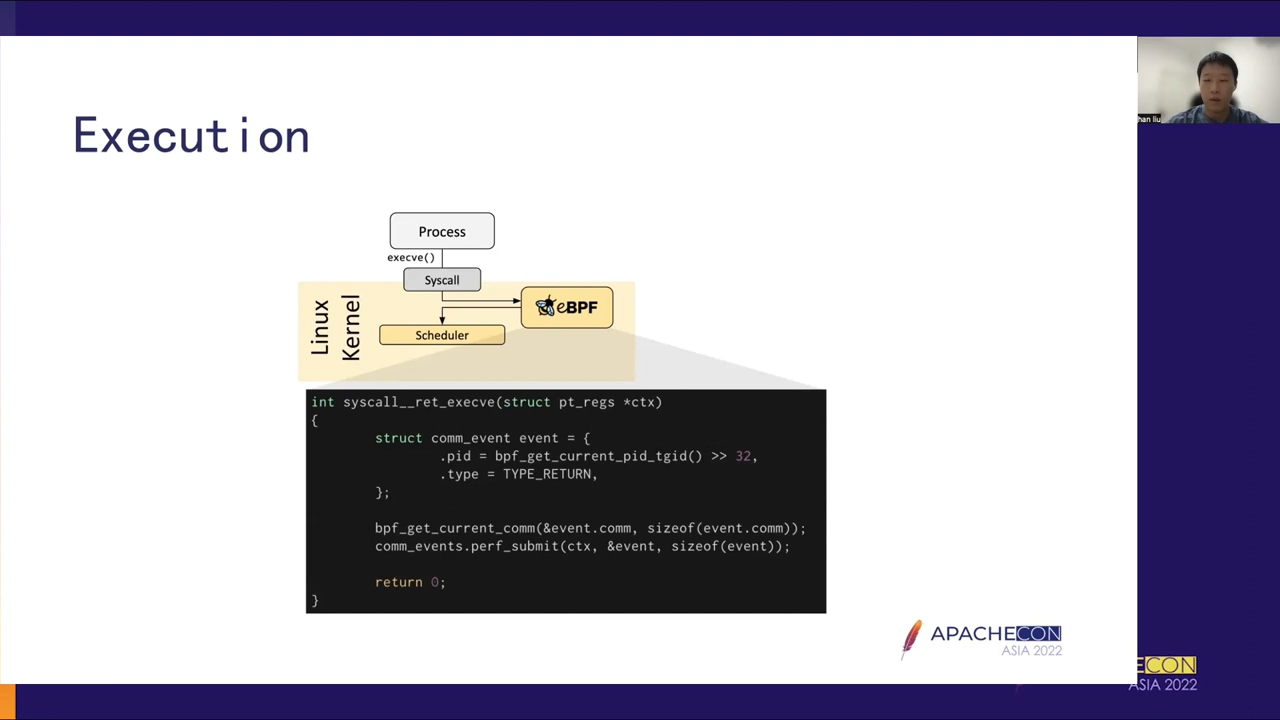 Execution
Process
execve()
Syscall
eBPF
Linux
Kernel
Scheduler
int syscall__ret_execve(struct pt_regs *ctx)
{
struct comm_event event = {
.pid = bpf_get_current_pid_tgid() >> 32,
.type = TYPE_RETURN,
};
bpf_get_current_comm(&event.comm, sizeof(event.comm));
comm_events.perf_submit(ctx, &event, sizeof(event));
return 0;
}
APACHECON
ASIA 2022
ECON
ASIA 2022
han liu